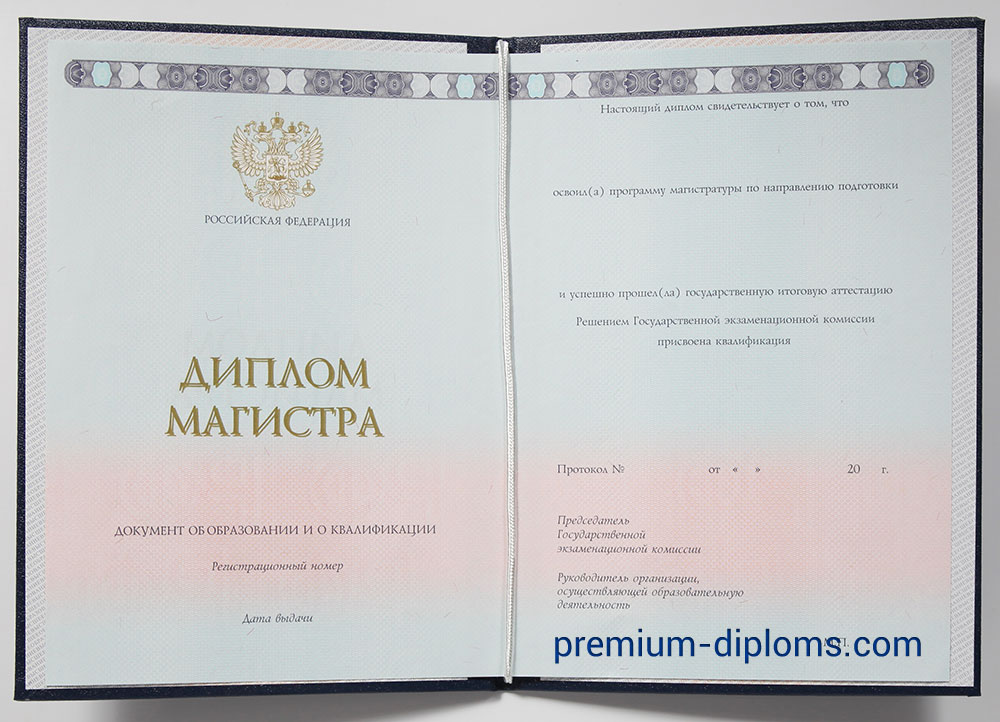 РОССИЙСКАЯ ФЕДЕРАЦИЯ
ДИПЛОМ
МАГИСТРА
ДОКУМЕНТ ОБ ОБРАЗОВАНИИ И О КВАЛИФИКАЦИИ
Регистрационный номер
Дата выдачи
Настоящий диплом свидетельствует о том, что
освоил(а) программу магистратуры по направлению подготовки
и успешно прошел(ла) государственную итоговую аттестацию
Решением Государственной экзаменационной комиссии
присвоена квалификация
Протокол № от « » 20 г.
Председатель
Государственной
экзаменационной комиссии
Руководитель организации,
осуществляющей образовательную
деятельность
premium-diploms.com